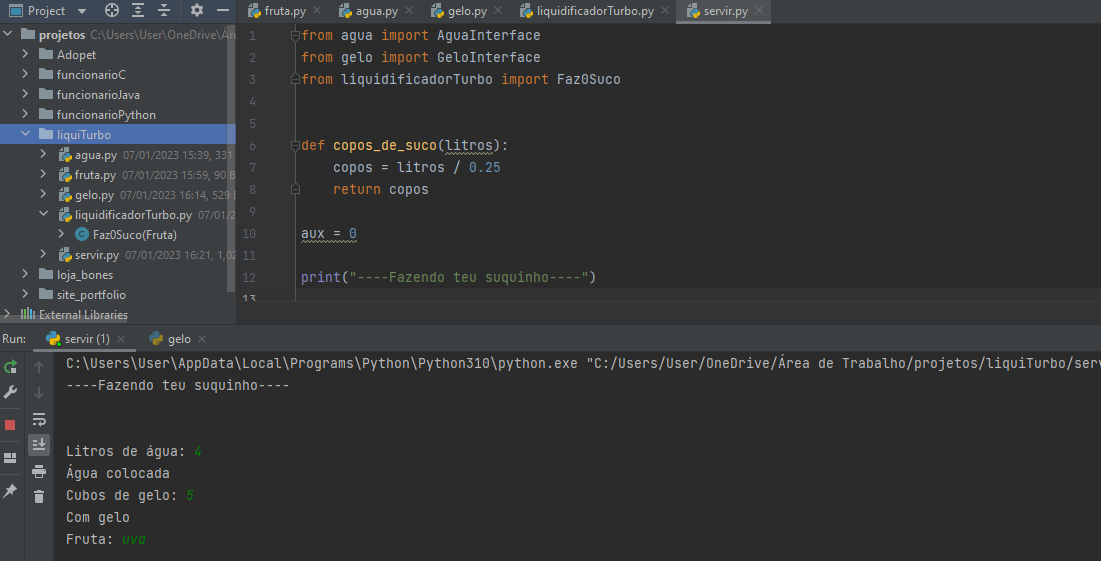 Project
fruta.py
agua.py
gelo.py
liquidificadorTurbo.py
servir.py
projetos C:\Users\User\OneDrive\Áre
Adopet
funcionarioC
funcionarioJava
funcionarioPython
liquiTurbo
agua.py 07/01/2023 15:39, 331
fruta.py 07/01/2023 15:59, 90 B
gelo.py 07/01/2023 16:14, 529 B
liquidificadorTurbo.py 07/01/2
C Faz0Suco(Fruta)
servir.py 07/01/2023 16:21, 1,02
loja_bones
site_portfolio
External Libraries
1 from agua import AguaInterface
2 from gelo import GeloInterface
3 from liquidificadorTurbo import Faz0Suco
4
5
6 def copos_de_suco(litros):
7 copos = litros / 0.25
8 return copos
9
10 aux = 0
11
12 print("----Fazendo teu suquinho----")
13
Run: servir (1) gelo
C:\Users\User\AppData\Local\Programs\Python\Python310\python.exe "C:/Users/User/OneDrive/Área de Trabalho/projetos/liquiTurbo/serv
----Fazendo teu suquinho----
Litros de água: 4
Água colocada
Cubos de gelo: 5
Com gelo
Fruta: uva